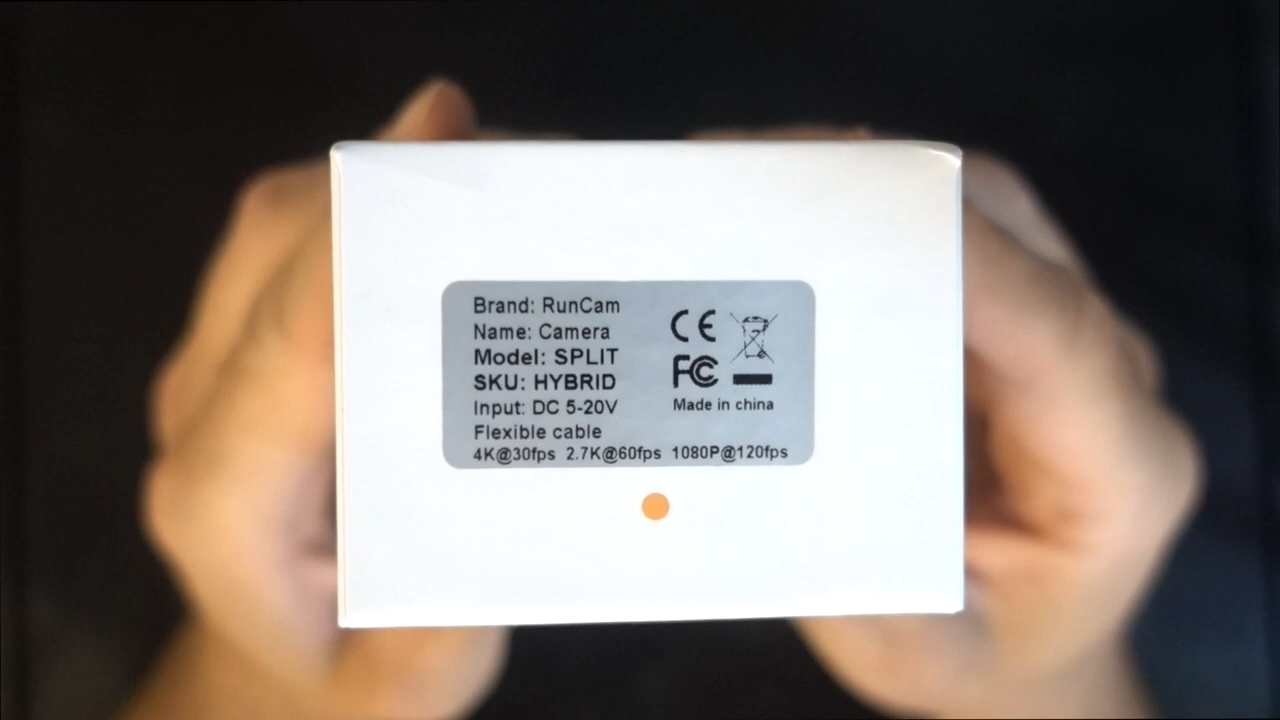 Brand: RunCam
Name: Camera
Model: SPLIT
SKU: HYBRID
Input: DC 5-20V
Flexible cable
4K@30fps 2.7K@60fps 1080P@120fps
CE
FC
Made in china